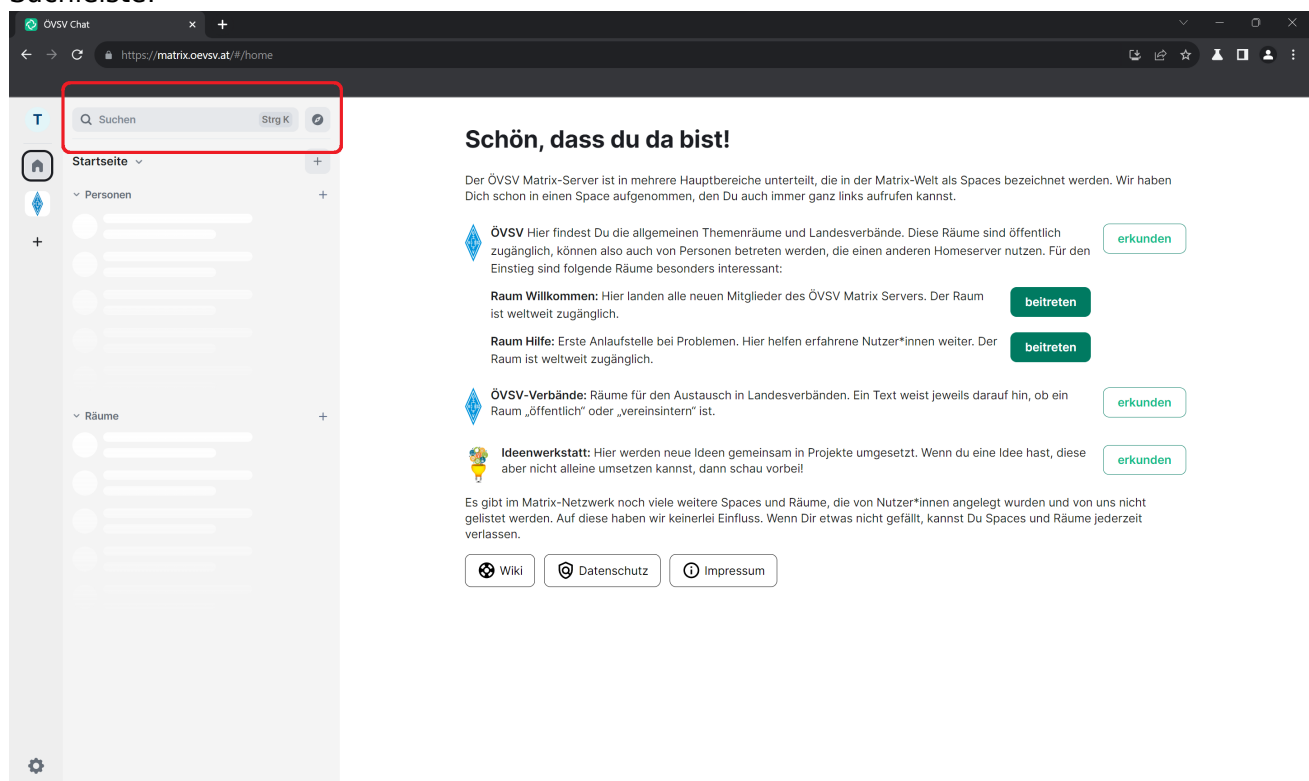 Suchleiste.
ÖVSV Chat
https://matrix.oevsv.at/#/home
T
Suchen
Strg K
Startseite
Personen
Räume
Schön, dass du da bist!
Der ÖVSV Matrix-Server ist in mehrere Hauptbereiche unterteilt, die in der Matrix-Welt als Spaces bezeichnet werden. Wir haben
Dich schon in einen Space aufgenommen, den Du auch immer ganz links aufrufen kannst.
ÖVSV Hier findest Du die allgemeinen Themenräume und Landesverbände. Diese Räume sind öffentlich
zugänglich, können also auch von Personen betreten werden, die einen anderen Homeserver nutzen. Für den
Einstieg sind folgende Räume besonders interessant:
erkunden
Raum Willkommen: Hier landen alle neuen Mitglieder des ÖVSV Matrix Servers. Der Raum
ist weltweit zugänglich.
beitreten
Raum Hilfe: Erste Anlaufstelle bei Problemen. Hier helfen erfahrene Nutzer*innen weiter. Der
Raum ist weltweit zugänglich.
beitreten
ÖVSV-Verbände: Räume für den Austausch in Landesverbänden. Ein Text weist jeweils darauf hin, ob ein
Raum „öffentlich“ oder „vereinsintern“ ist.
erkunden
Ideenwerkstatt: Hier werden neue Ideen gemeinsam in Projekte umgesetzt. Wenn du eine Idee hast, diese
aber nicht alleine umsetzen kannst, dann schau vorbei!
erkunden
Es gibt im Matrix-Netzwerk noch viele weitere Spaces und Räume, die von Nutzer*innen angelegt wurden und von uns nicht
gelistet werden. Auf diese haben wir keinerlei Einfluss. Wenn Dir etwas nicht gefällt, kannst Du Spaces und Räume jederzeit
verlassen.
Wiki
Datenschutz
Impressum